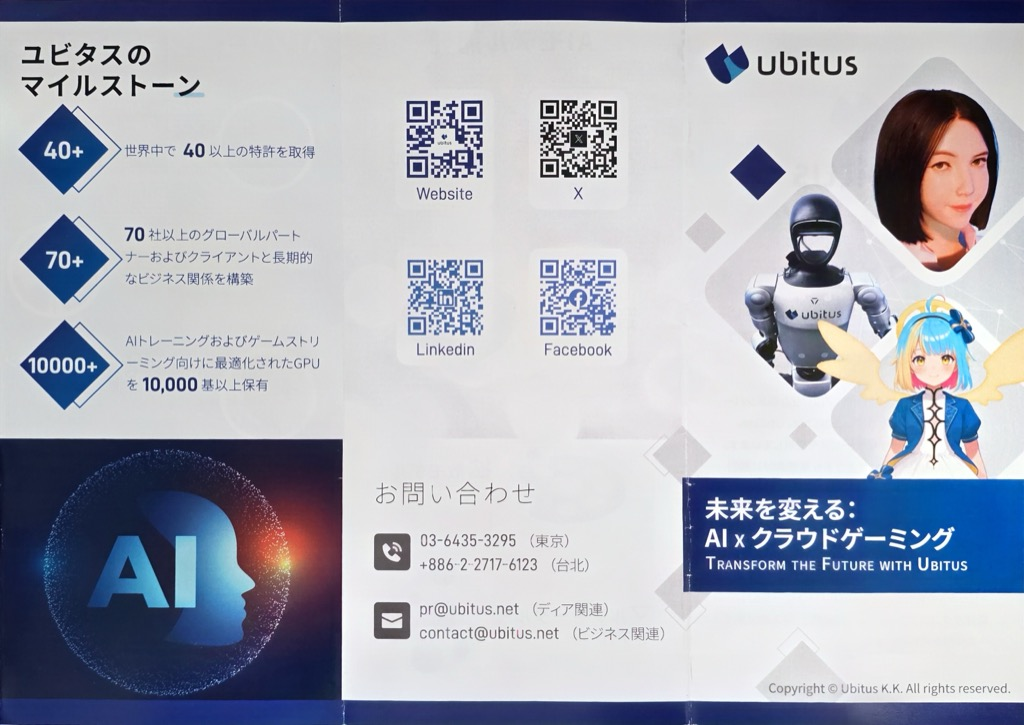 ユビタスの
マイルストーン
40+
世界中で 40 以上の特許を取得
70+
70 社以上のグローバルパート
ナーおよびクライアントと長期的
なビジネス関係を構築
10000+
AIトレーニングおよびゲームストリ
ーミング向けに最適化されたGPU
を 10,000 基以上保有
AI
Website
X
Linkedin
Facebook
お問い合わせ
03-6435-3295 （東京）
+886-2-2717-6123 （台北）
pr@ubitus.net （ディア関連）
contact@ubitus.net （ビジネス関連）
ubitus
ubitus
未来を変える：
AI x クラウドゲーミング
TRANSFORM THE FUTURE WITH UBITUS
Copyright © Ubitus K.K. All rights reserved.